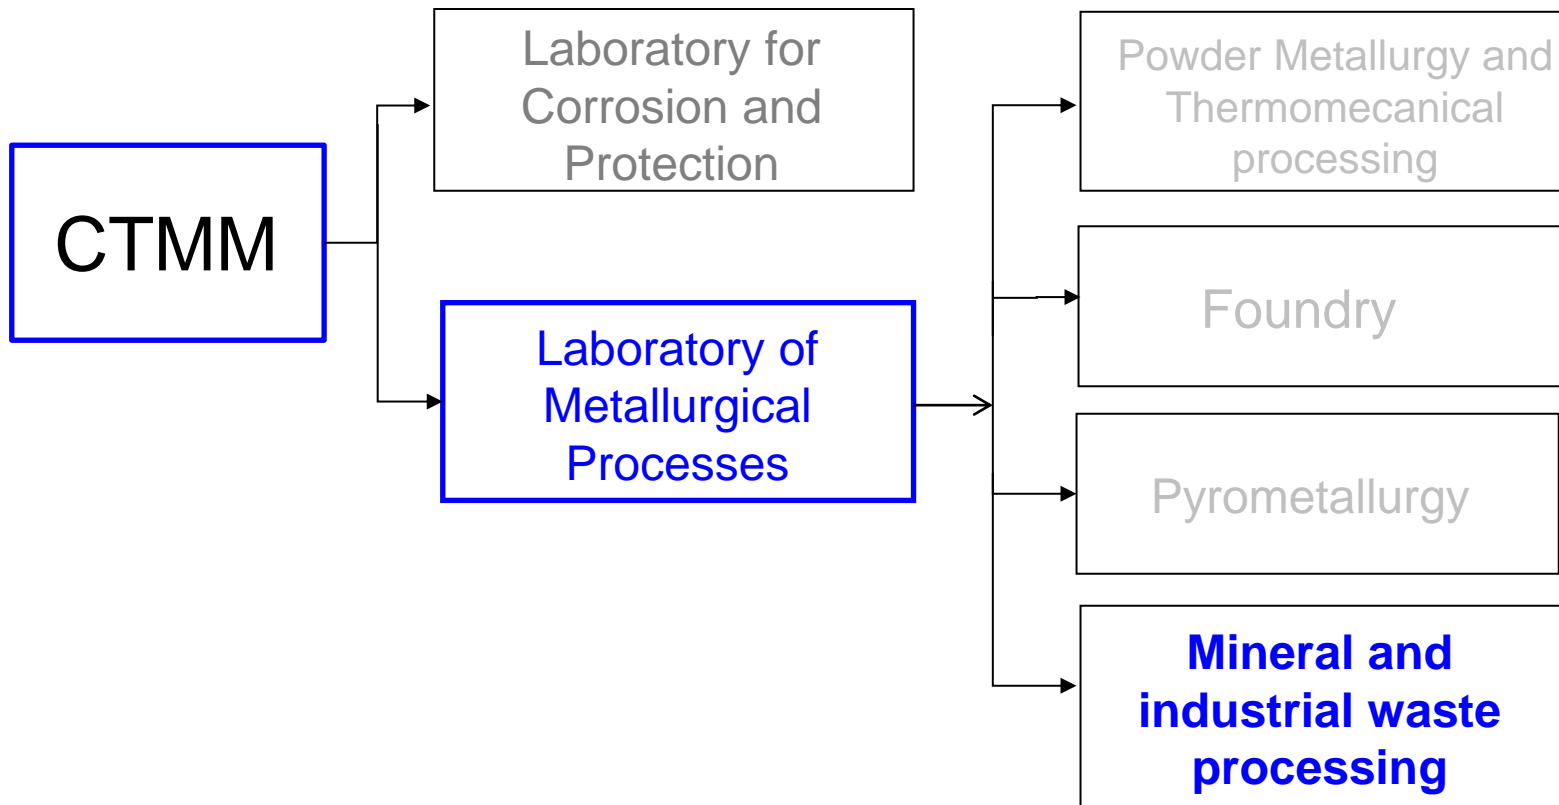 CTMM
Laboratory for
Corrosion and
Protection
Laboratory of
Metallurgical
Processes
Powder Metallurgy and
Thermomecanical
processing
Foundry
Pyrometallurgy
Mineral and
industrial waste
processing